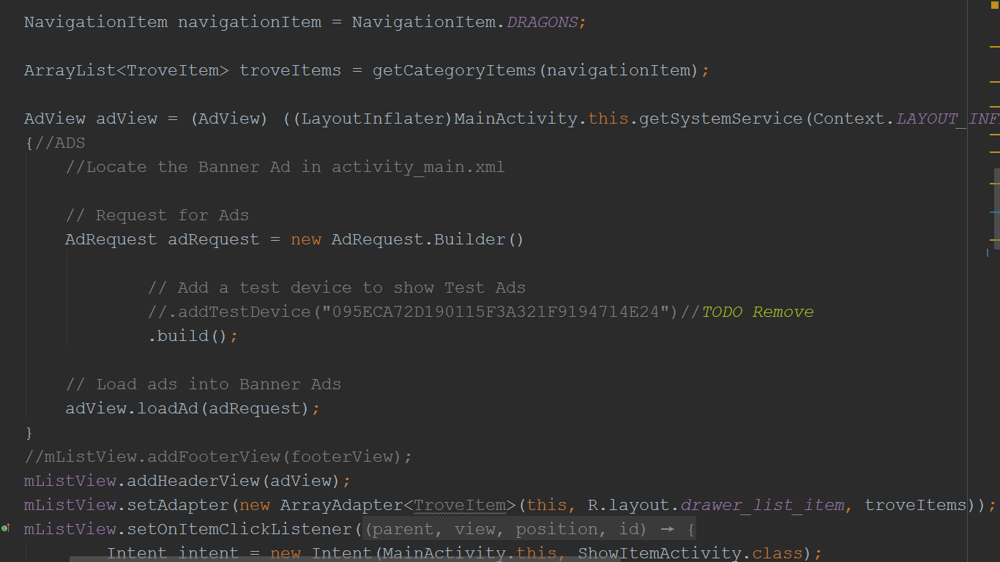 NavigationItem navigationItem = NavigationItem.DRAGONS;
ArrayList<TroveItem> troveItems = getCategoryItems(navigationItem);
AdView adView = (AdView) ((LayoutInflater)MainActivity.this.getSystemService(Context.LAYOUT_INF
{//ADS
//Locate the Banner Ad in activity_main.xml
// Request for Ads
AdRequest adRequest = new AdRequest.Builder()
// Add a test device to show Test Ads
//.addTestDevice("095ECA72D190115F3A321F9194714E24")//TODO Remove
.build();
// Load ads into Banner Ads
adView.loadAd(adRequest);
}
//mListView.addFooterView(footerView);
mListView.addHeaderView(adView);
mListView.setAdapter(new ArrayAdapter<TroveItem>(this, R.layout.drawer_list_item, troveItems));
mListView.setOnItemClickListener((parent, view, position, id) → {
Intent intent = new Intent(MainActivity.this, ShowItemActivity.class);